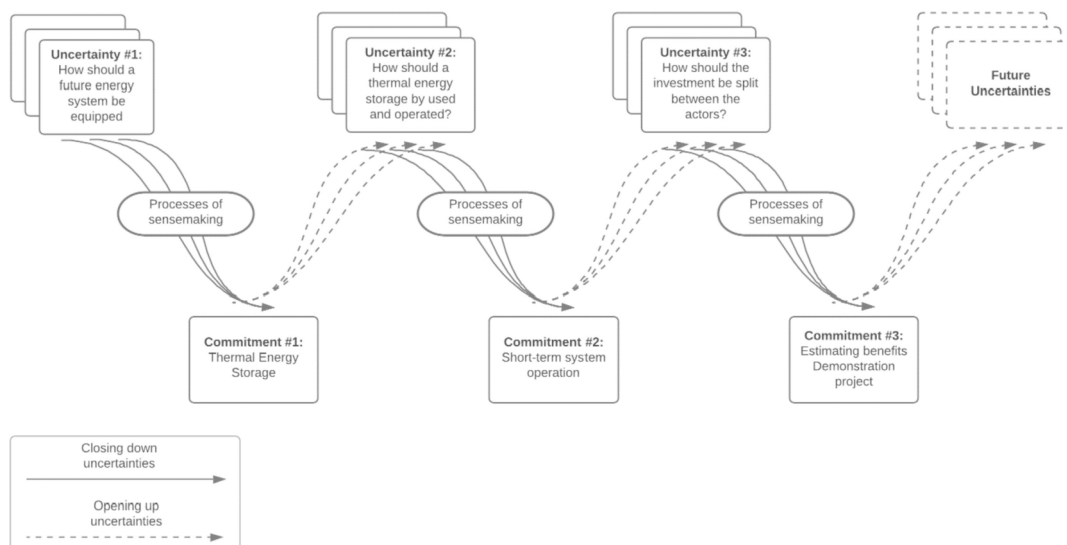 Uncertainty #1:
How should a
future energy
system be
equipped
Uncertainty #2:
How should a
thermal energy
storage by used
and operated?
Uncertainty #3:
How should the
investment be split
between the
actors?
Future
Uncertainties
Processes of
sensemaking
Processes of
sensemaking
Processes of
sensemaking
Commitment #1:
Thermal Energy
Storage
Commitment #2:
Short-term system
operation
Commitment #3:
Estimating benefits
Demonstration
project
Closing down
uncertainties
Opening up
uncertainties